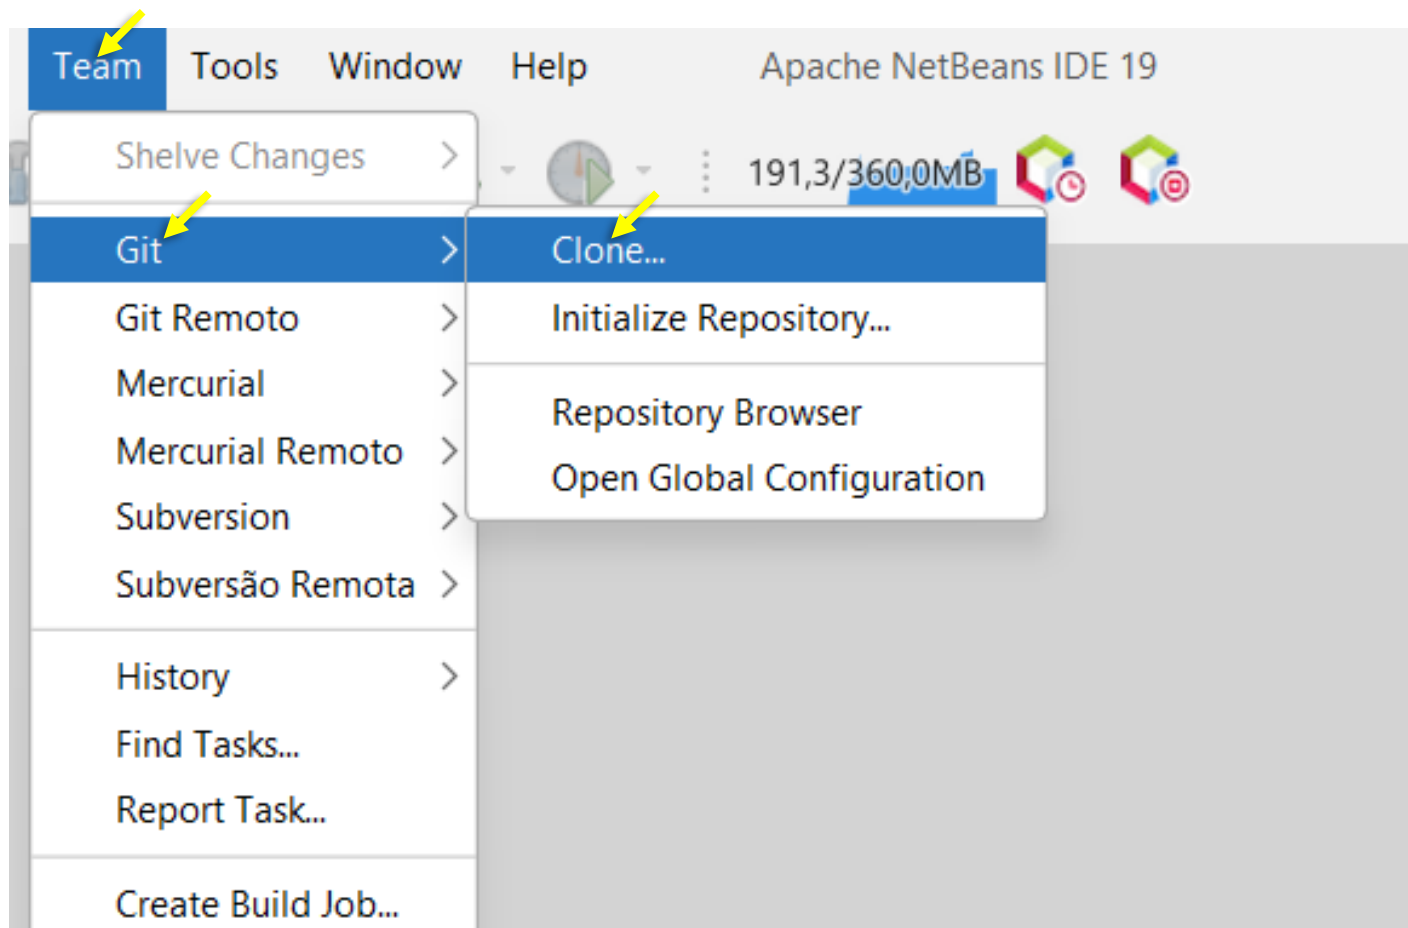 Team Tools Window Help Apache NetBeans IDE 19
Shelve Changes
191,3/360,0MB
Git
Clone...
Git Remoto
Initialize Repository...
Mercurial
Repository Browser
Mercurial Remoto
Open Global Configuration
Subversion
Subversão Remota
History
Find Tasks...
Report Task...
Create Build Job...